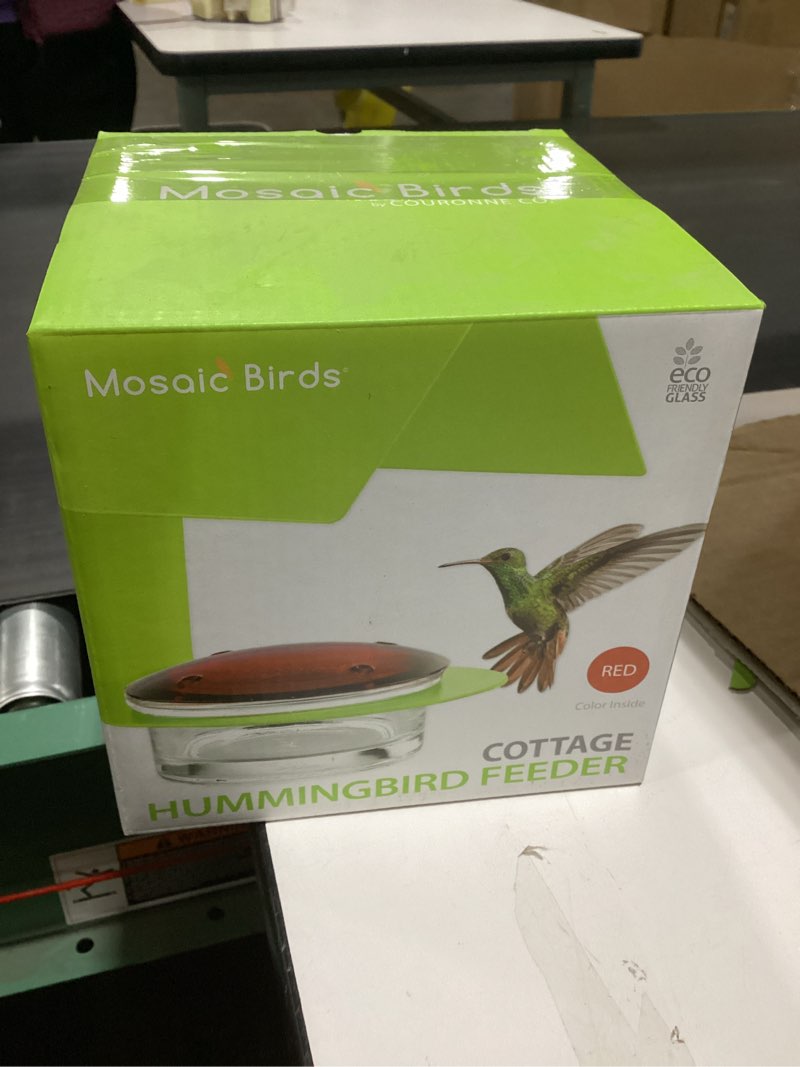 Mosaic Birds
by COURONNE CO
Mosaic Birds
eco
FRIENDLY
GLASS
RED
Color Inside
COTTAGE
HUMMINGBIRD FEEDER